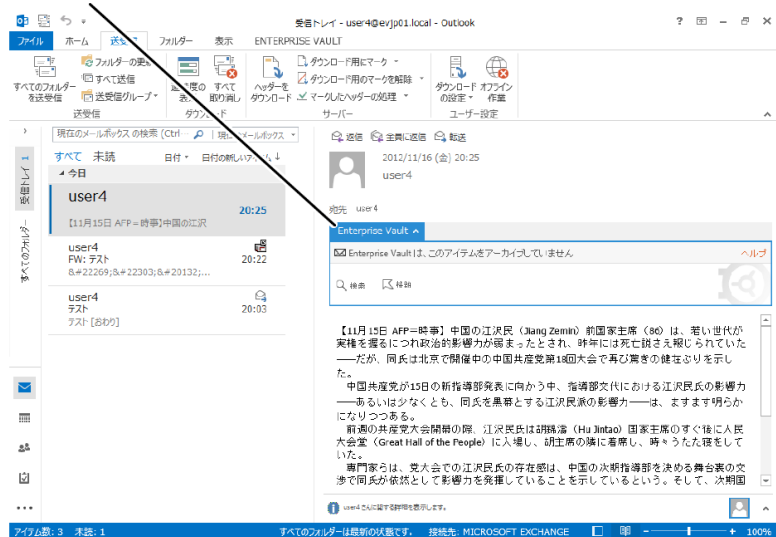 受信トレイ - user4@evjp01.local - Outlook
ファイル ホーム フォルダー 表示 ENTERPRISE VAULT
すべてのフォルダー
を送受信
フォルダーの更新
すべて送信
送受信グループ
送受信
すべて
取り消し
ヘッダーを
ダウンロード
ダウンロード用にマーク
ダウンロード用のマークを解除
マークしたヘッダーの処理
サーバー
ダウンロード
の設定
オフライン
作業
ユーザー設定
現在のメールボックス の検索 (Ctrl
すべて 未読 日付 日付の新しい
受信トレイ 1
すべてのフォルダー
今日
user4
20:25
【11月15日 AFP=時事】中国の江沢
user4
FW: テスト 20:22
&#22269;&#22303;&#20132;...
user4
テスト 20:03
テスト [おわり]
返信 全員に返信 転送
2012/11/16 (金) 20:25
user4
宛先 user4
Enterprise Vault
Enterprise Vault は、このアイテムをアーカイブしていません ヘルプ
検索 移動
【11月15日 AFP=時事】中国の江沢民（Jiang Zemin）前国家主席（86）は、若い世代が
実権を握るにつれ政治的影響力が弱まったとされ、昨年には死亡説さえ報じられていた
――だが、同氏は北京で開催中の中国共産党第18回大会で再び驚きの健在ぶりを示し
た。
中国共産党が15日の新指導部発表に向かう中、指導部交代における江沢民氏の影響力
――あるいは少なくとも、同氏を黒幕とする江沢民派の影響力――は、ますます明らか
になりつつある。
前週の共産党大会開幕の際、江沢民氏は胡錦濤（Hu Jintao）国家主席のすぐ後に人民
大会堂（Great Hall of the People）に入場し、胡主席の隣に着席し、時々うたた寝をして
いた。
専門家らは、党大会での江沢民氏の存在感は、中国の次期指導部を決める舞台裏の交
渉で同氏が依然として影響力を発揮していることを示しているという。そして、次期国
user4 さんに関する詳細を表示します。
アイテム数: 3 未読: 1 すべてのフォルダーは最新の状態です。 接続先: MICROSOFT EXCHANGE 100%